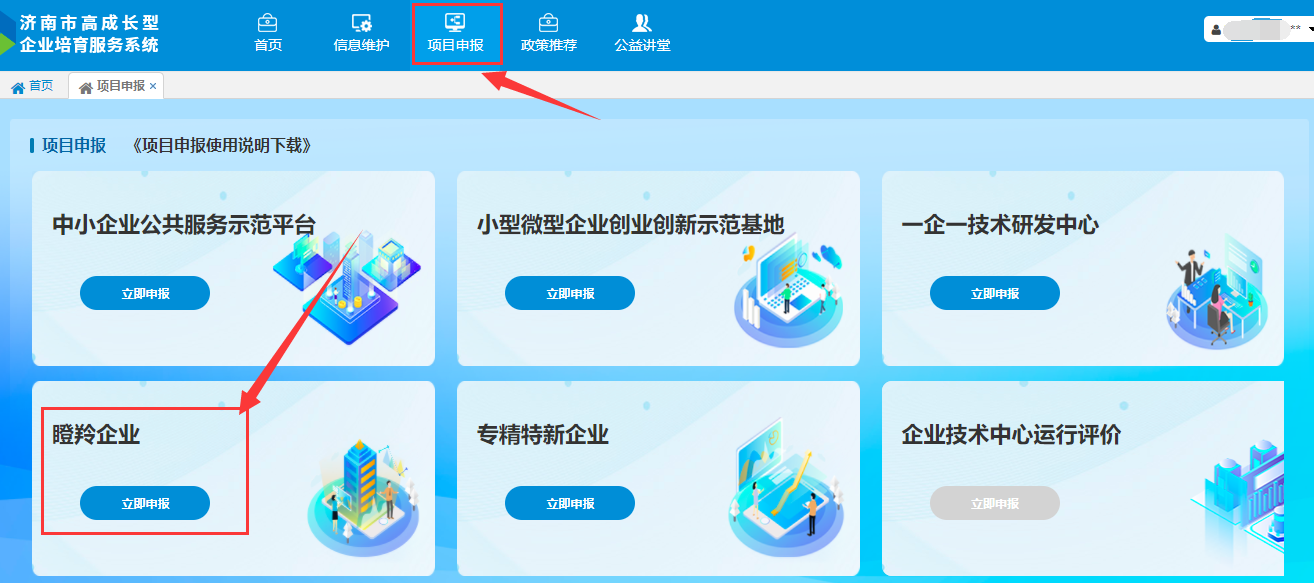 济南市高成长型
企业培育服务系统
首页
信息维护
项目申报
政策推荐
公益讲堂
**
首页
项目申报 ×
项目申报 《项目申报使用说明下载》
中小企业公共服务示范平台
立即申报
小型微型企业创业创新示范基地
立即申报
一企一技术研发中心
立即申报
瞪羚企业
立即申报
专精特新企业
立即申报
企业技术中心运行评价
立即申报